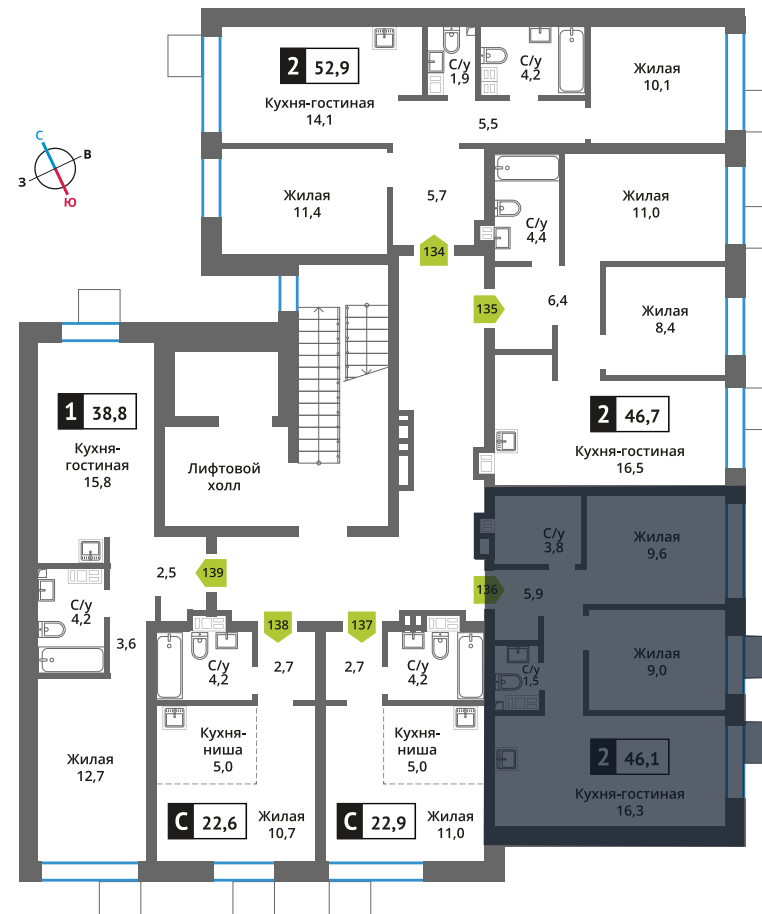 2 52,9
Кухня-гостиная
14,1
С/у
1,9
С/у
4,2
Жилая
10,1
5,5
С
В
З
Ю
Жилая
11,4
5,7
С/у
4,4
Жилая
11,0
134
135
6,4
Жилая
8,4
1 38,8
Кухня-
гостиная
15,8
Лифтовой
холл
2 46,7
Кухня-гостиная
16,5
С/у
3,8
Жилая
9,6
2,5
139
136
5,9
С/у
4,2
3,6
138
137
С/у
4,2
2,7
2,7
С/у
4,2
С/у
1,5
Жилая
9,0
Жилая
12,7
Кухня-
ниша
5,0
Кухня-
ниша
5,0
2 46,1
Кухня-гостиная
16,3
С 22,6
Жилая
10,7
С 22,9
Жилая
11,0